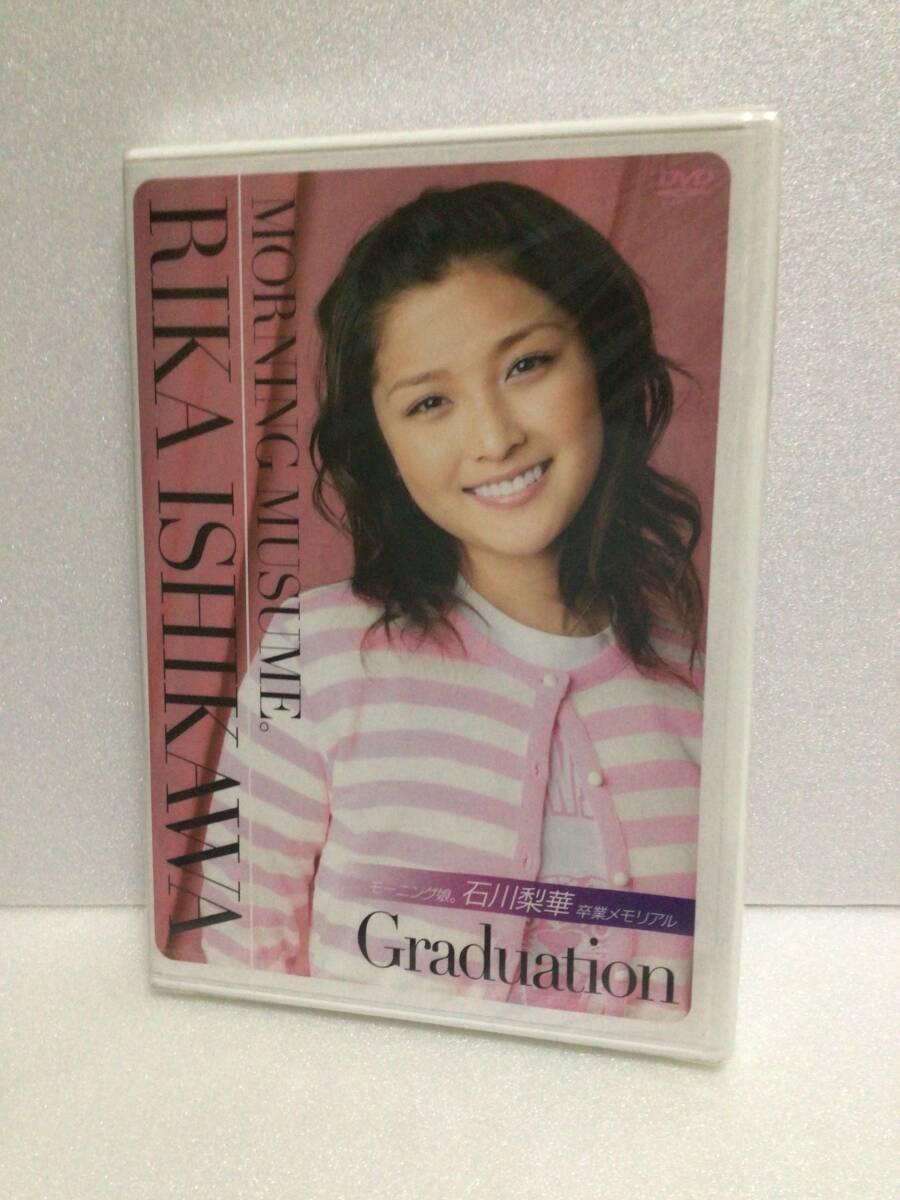 DVD
MORNING MUSUME。
RIKA ISHIKAWA
モーニング娘。石川梨華 卒業メモリアル
Graduation